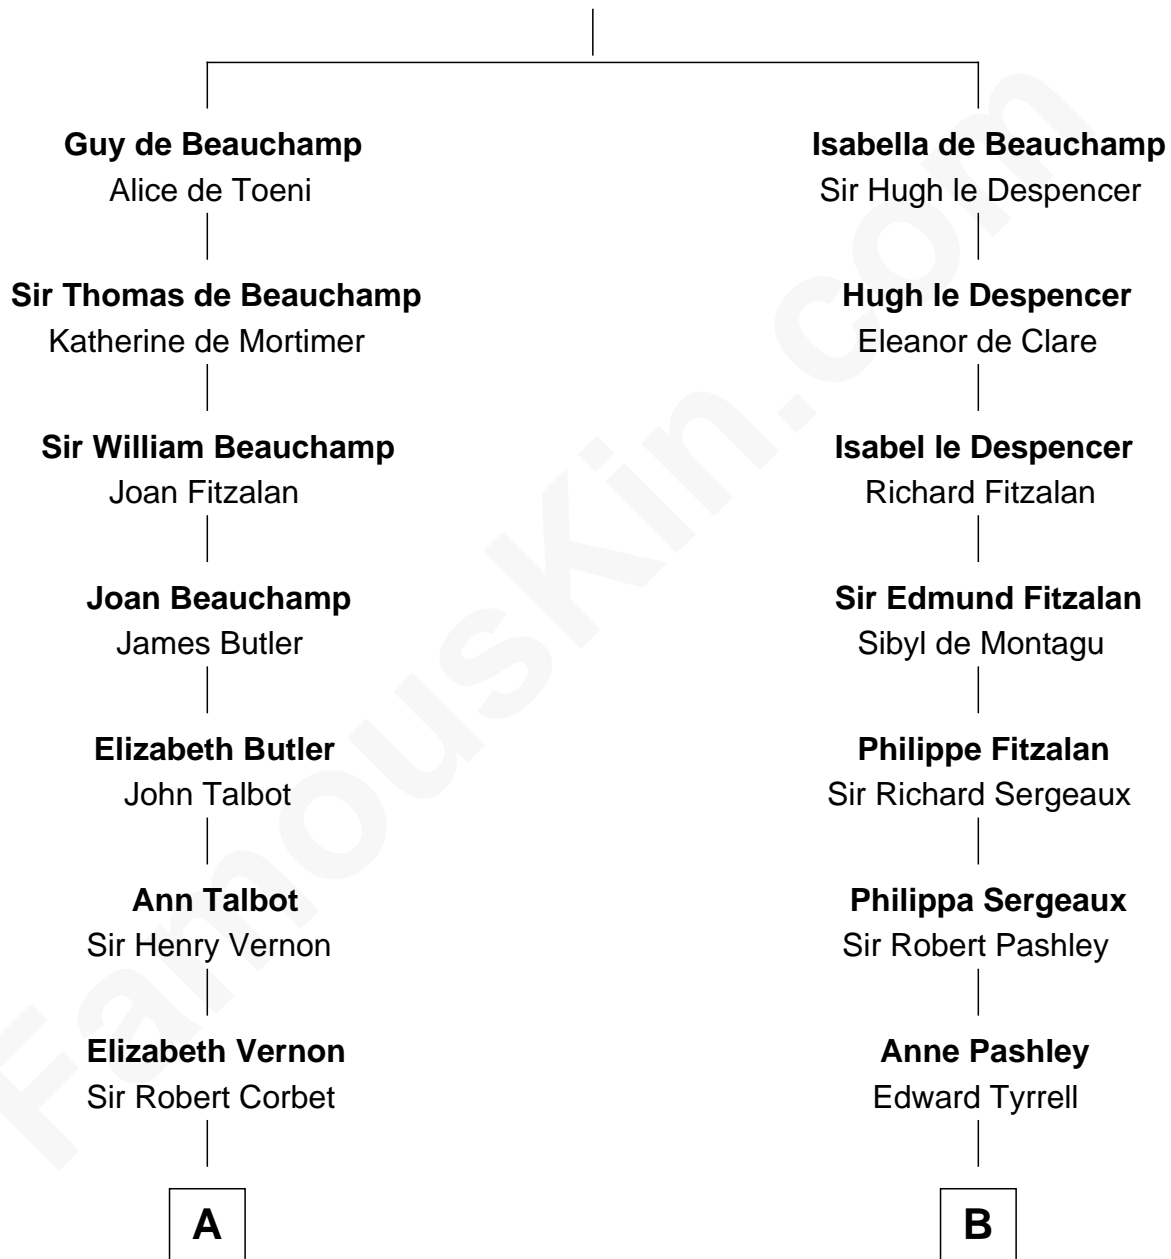 Guy de Beauchamp
Alice de Toeni
Isabella de Beauchamp
Sir Hugh le Despencer
Sir Thomas de Beauchamp
Katherine de Mortimer
Hugh le Despencer
Eleanor de Clare
Sir William Beauchamp
Joan Fitzalan
Isabel le Despencer
Richard Fitzalan
Joan Beauchamp
James Butler
Sir Edmund Fitzalan
Sibyl de Montagu
Elizabeth Butler
John Talbot
Philippe Fitzalan
Sir Richard Sergeaux
Ann Talbot
Sir Henry Vernon
Philippa Sergeaux
Sir Robert Pashley
Elizabeth Vernon
Sir Robert Corbet
Anne Pashley
Edward Tyrrell
A
B
FamousKin.com